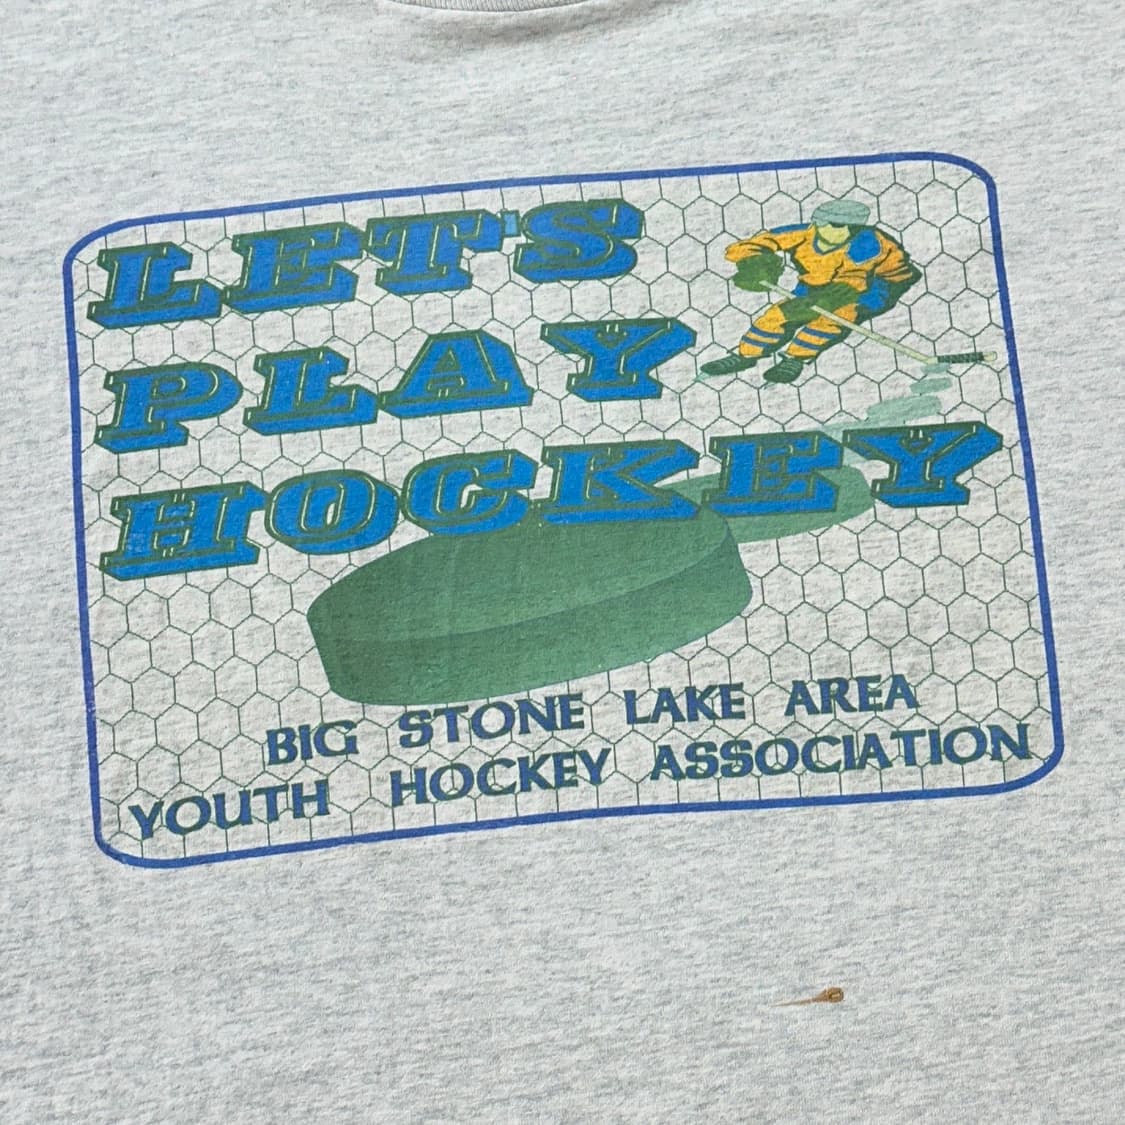 LET'S
PLAY
HOCKEY
BIG STONE LAKE AREA
YOUTH HOCKEY ASSOCIATION